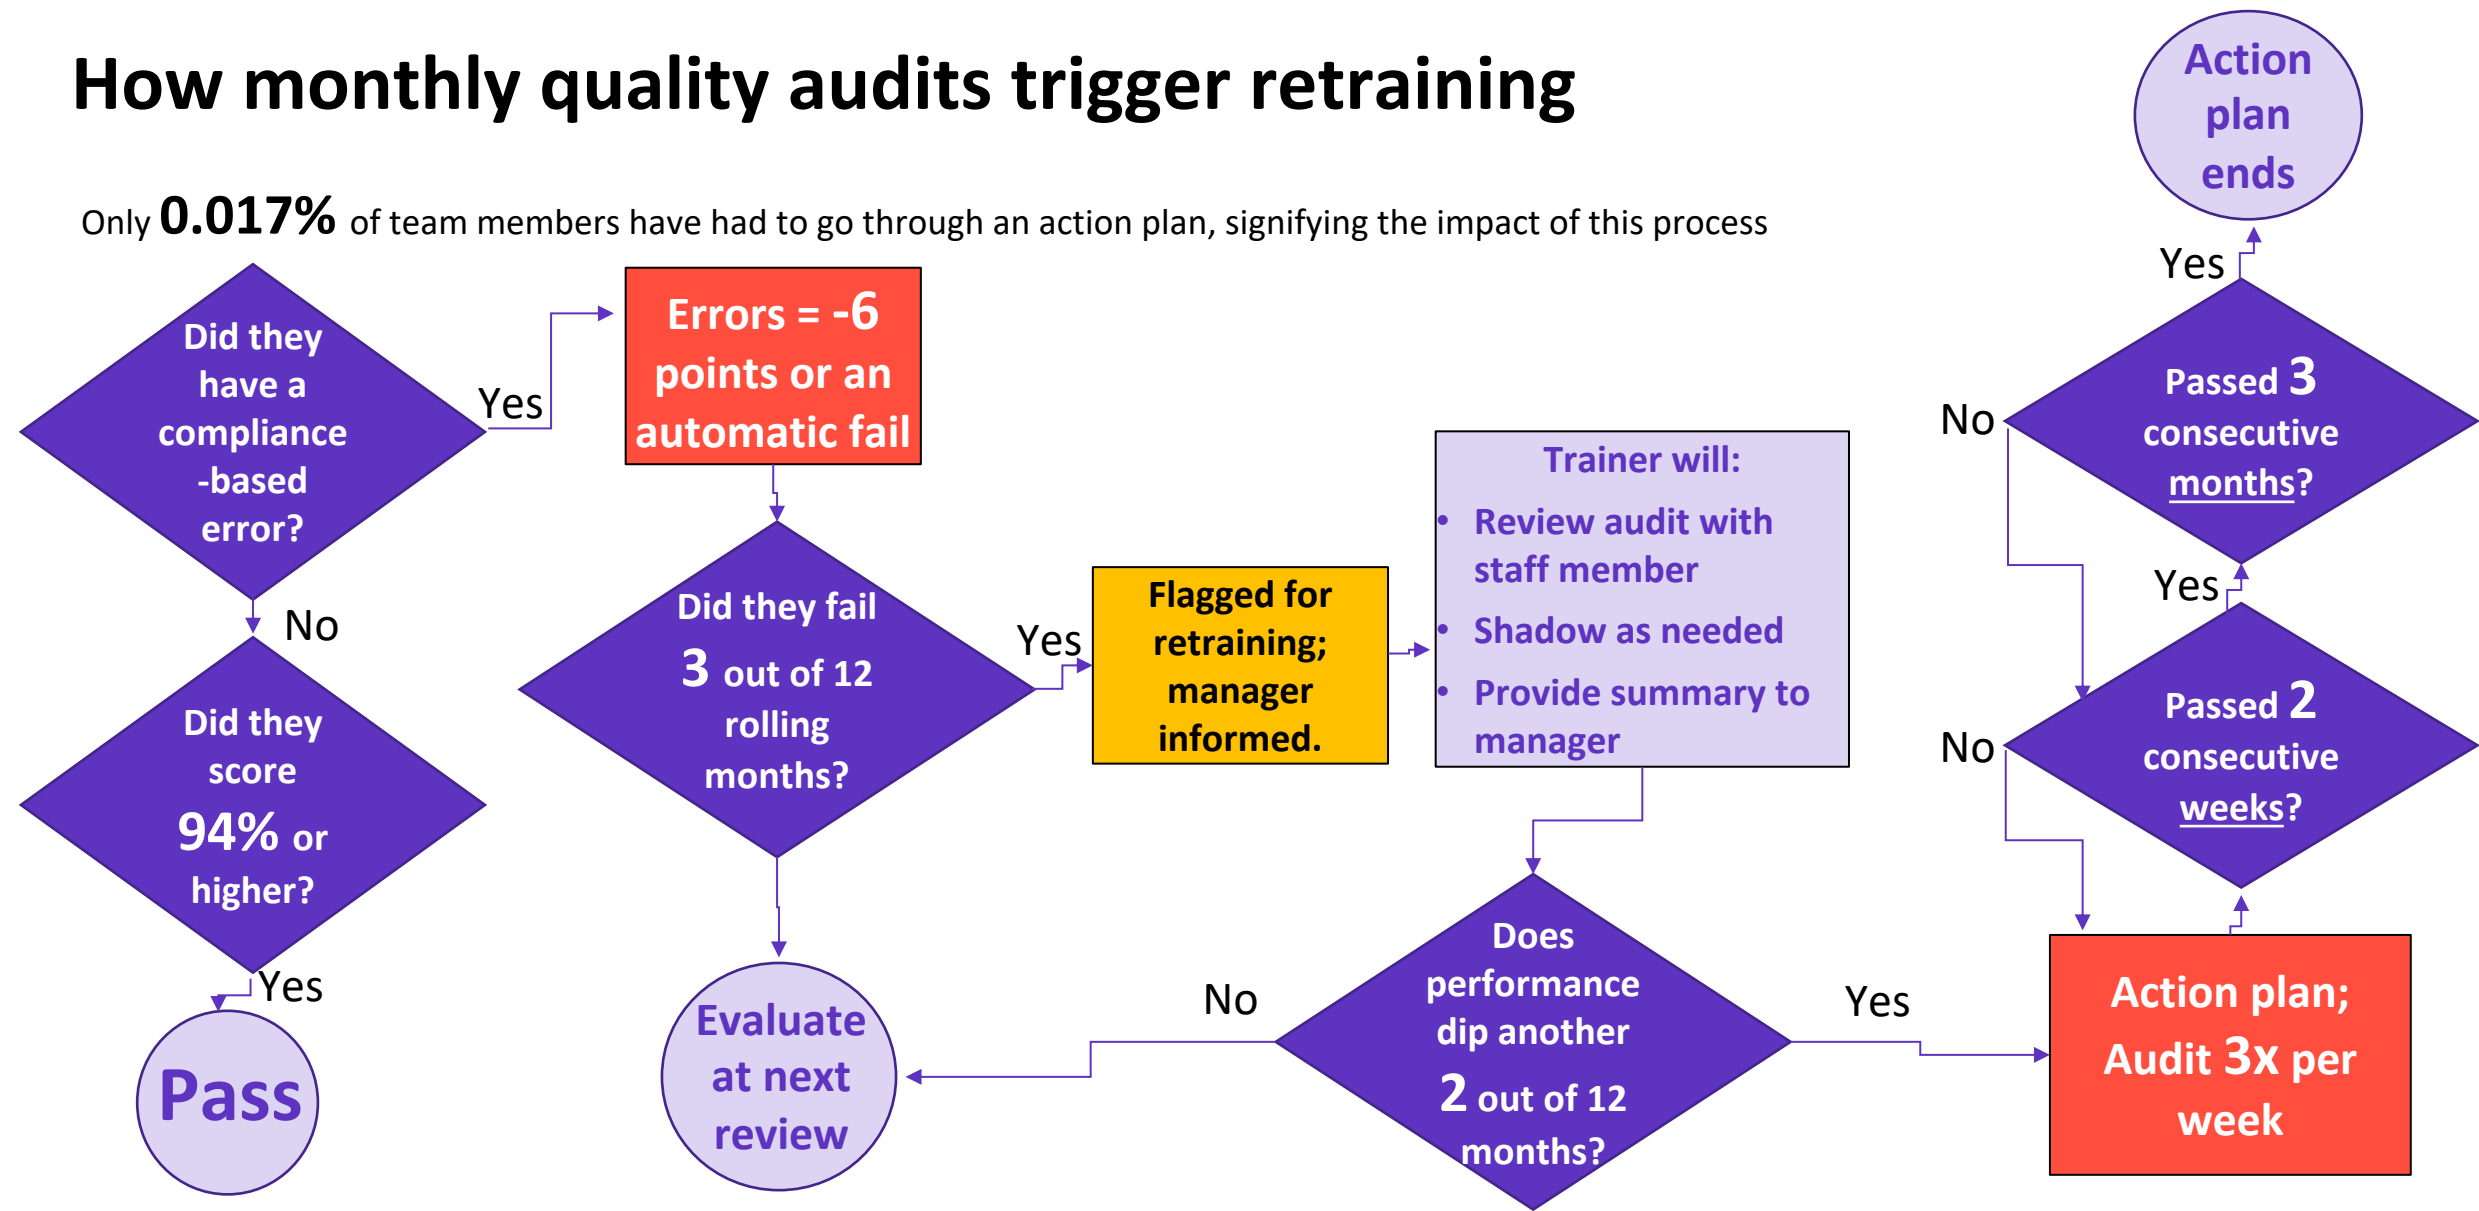 How monthly quality audits trigger retraining
Only 0.017% of team members have had to go through an action plan, signifying the impact of this process
Did they
have a
compliance
-based
error?
Yes
No
Did they
score
94% or
higher?
Yes
Pass
Errors = -6
points or an
automatic fail
Did they fail
3 out of 12
rolling
months?
Yes
Evaluate
at next
review
Flagged for
retraining;
manager
informed.
Trainer will:
• Review audit with
staff member
• Shadow as needed
• Provide summary to
manager
Does
performance
dip another
2 out of 12
months?
No
Yes
Action plan;
Audit 3x per
week
Passed 2
consecutive
weeks?
No
Yes
Passed 3
consecutive
months?
No
Yes
Action
plan
ends